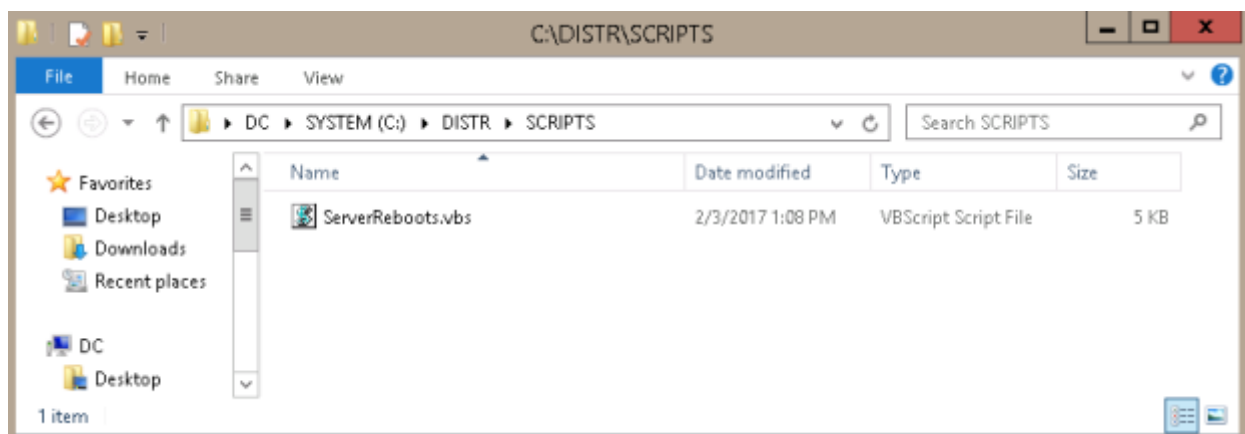 C:\DISTR\SCRIPTS
File Home Share View
DC SYSTEM (C:) DISTR SCRIPTS Search SCRIPTS
Name Date modified Type Size
Favorites
ServerReboots.vbs 2/3/2017 1:08 PM VBScript Script File 5 KB
Desktop
Downloads
Recent places
DC
Desktop
1 item